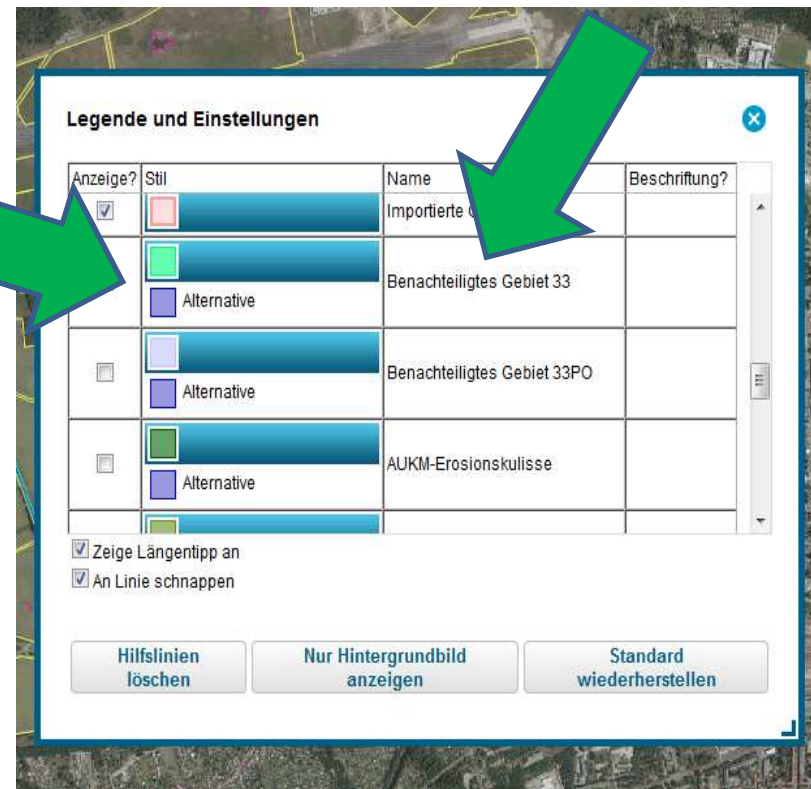 Legende und Einstellungen
Anzeige? Stil Name Beschriftung?
Importierte
Alternative
Benachteiligtes Gebiet 33
Alternative
Benachteiligtes Gebiet 33PO
Alternative
AUKM-Erosionskulisse
Zeige Längentipp an
An Linie schnappen
Hilfslinien
löschen
Nur Hintergrundbild
anzeigen
Standard
wiederherstellen